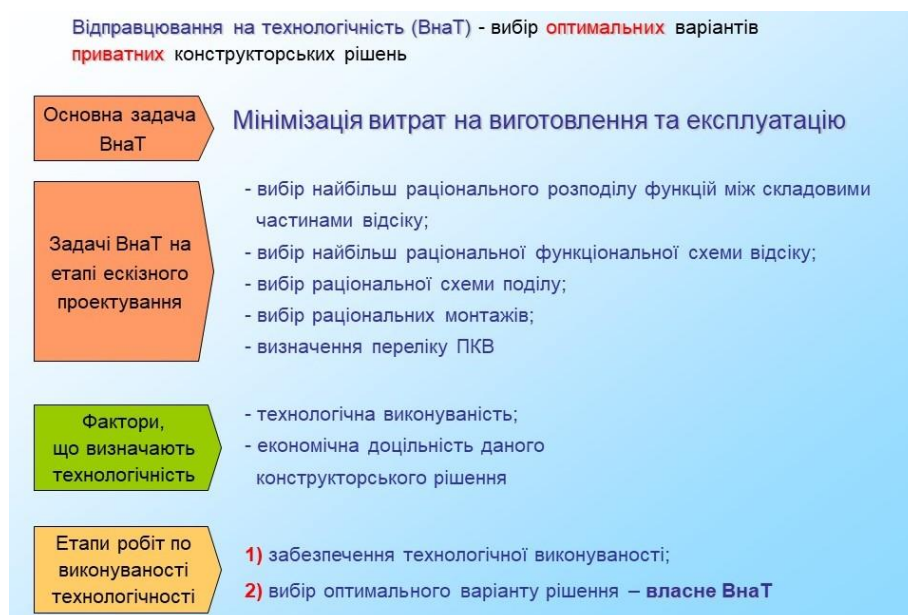 Відправцювання на технологічність (ВнаТ) - вибір оптимальних варіантів
приватних конструкторських рішень
Основна задача
ВнаТ
Мінімізація витрат на виготовлення та експлуатацію
Задачі ВнаТ на
етапі ескізного
проектування
- вибір найбільш раціонального розподілу функцій між складовими
частинами відсіку;
- вибір найбільш раціональної функціональної схеми відсіку;
- вибір раціональної схеми поділу;
- вибір раціональних монтажів;
- визначення переліку ПКВ
Фактори,
що визначають
технологічність
- технологічна виконуваність;
- економічна доцільність даного
конструкторського рішення
Етапи робіт по
виконуваності
технологічності
1) забезпечення технологічної виконуваності;
2) вибір оптимального варіанту рішення – власне ВнаТ